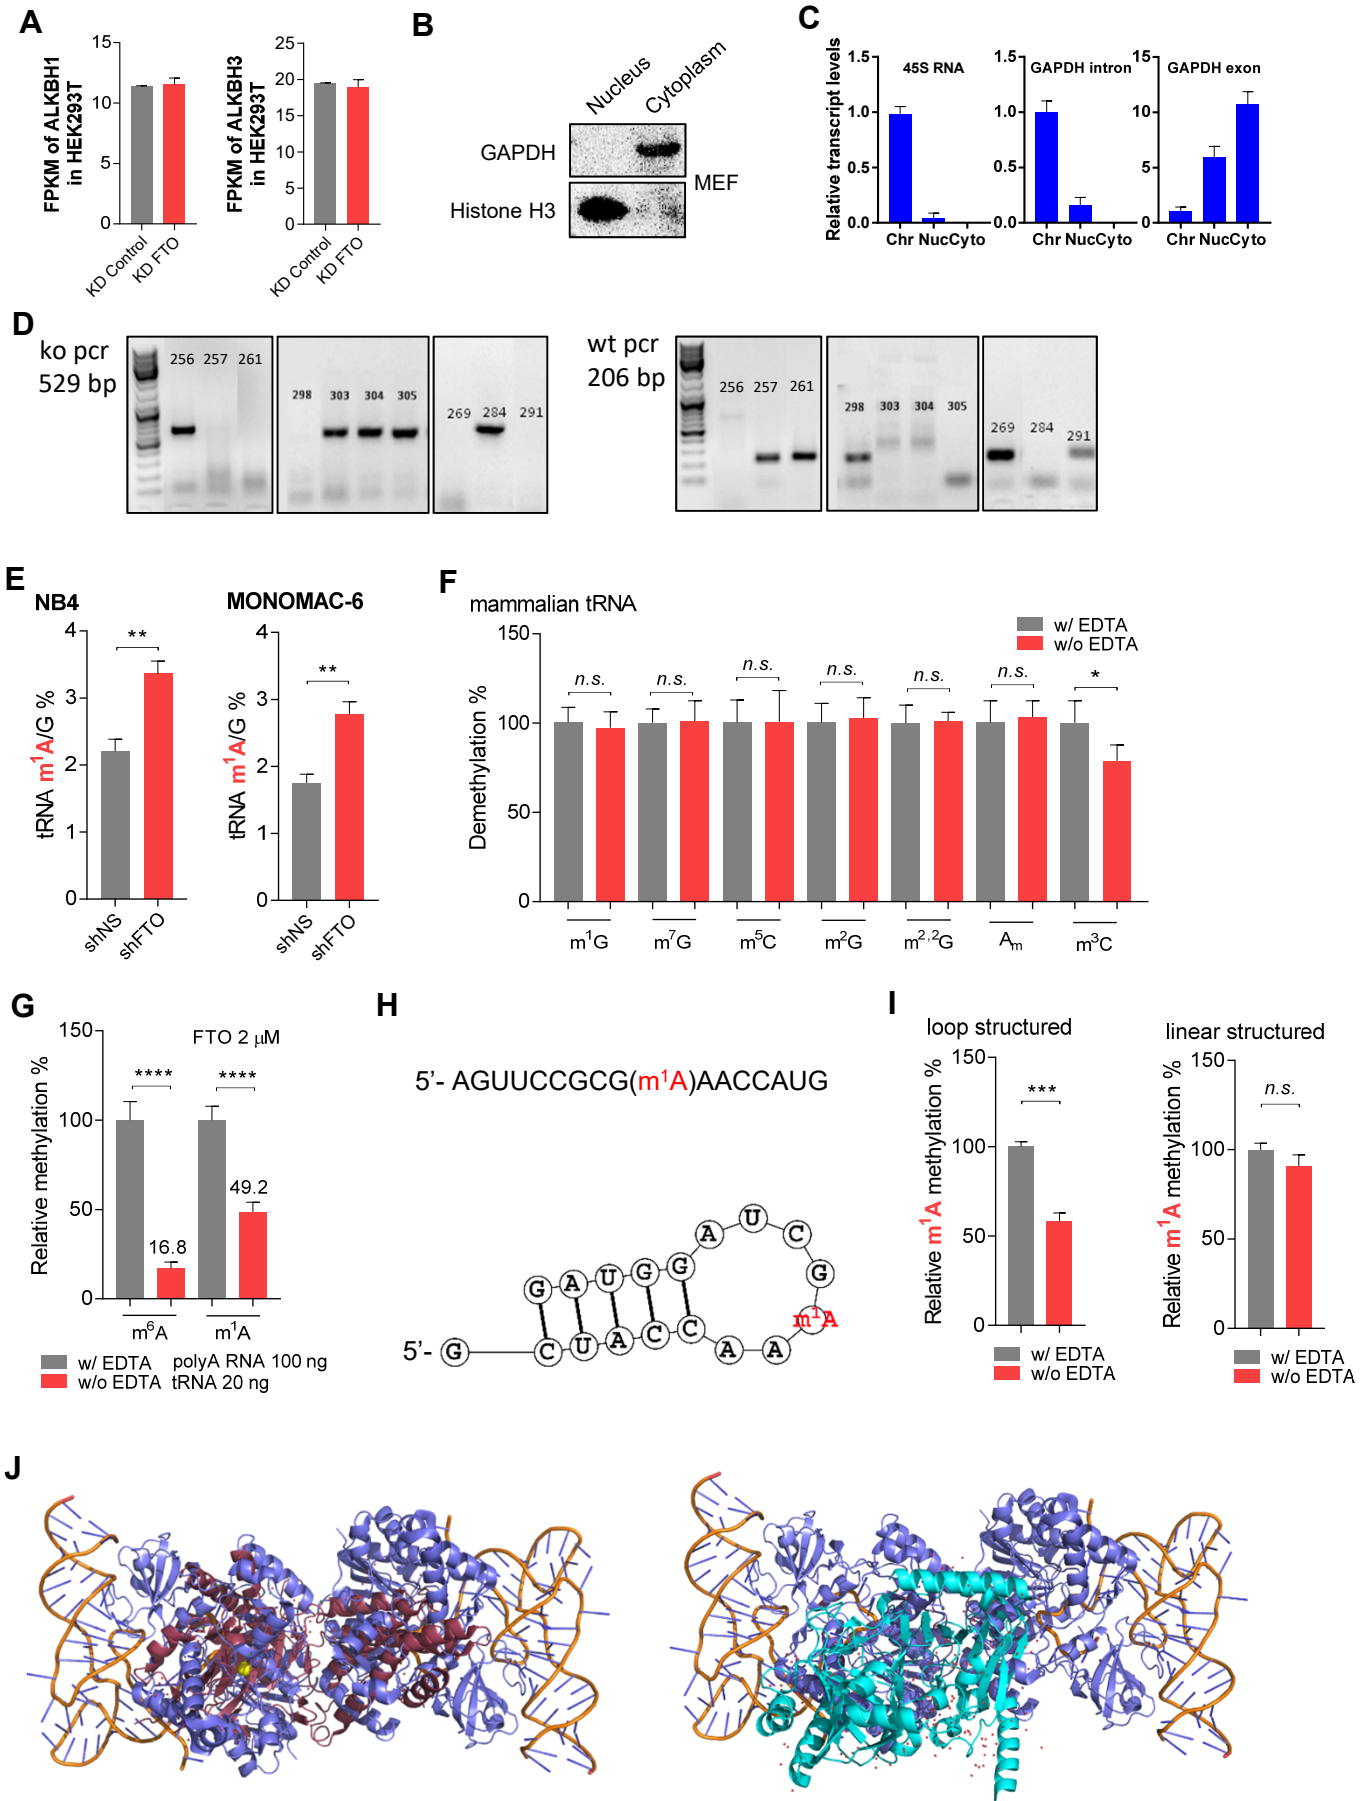 A
FPKM of ALKBH1
in HEK293T
15
10
5
0
KD Control
KD FTO
FPKM of ALKBH3
in HEK293T
25
20
15
10
5
0
KD Control
KD FTO
B
Nucleus
Cytoplasm
GAPDH
Histone H3
MEF
C
Relative transcript levels
45S RNA
1.5
1.0
0.5
0.0
Chr NucCyto
GAPDH intron
1.5
1.0
0.5
0.0
Chr NucCyto
GAPDH exon
15
10
5
0
Chr NucCyto
D
ko pcr
529 bp
256 257 261
298 303 304 305
269 284 291
wt pcr
206 bp
256 257 261
298 303 304 305
269 284 291
E
NB4
tRNA m¹A/G %
4
3
2
1
0
**
shNS
shFTO
MONOMAC-6
tRNA m¹A/G %
4
3
2
1
0
**
shNS
shFTO
F
mammalian tRNA
w/ EDTA
w/o EDTA
Demethylation %
150
100
50
0
n.s. n.s. n.s. n.s. n.s. n.s. *
m¹G m⁷G m⁵C m²G m²,²G Am m³C
G
FTO 2 μM
Relative methylation %
150
100
50
0
**** ****
16.8
49.2
m⁶A m¹A
w/ EDTA polyA RNA 100 ng
w/o EDTA tRNA 20 ng
H
5'- AGUUCCGCG(m¹A)AACCAUG
G A U G G A U C G
m¹A
5'- G C U A C C A A
I
loop structured
Relative m¹A methylation %
150
100
50
0
***
w/ EDTA
w/o EDTA
linear structured
Relative m¹A methylation %
150
100
50
0
n.s.
w/ EDTA
w/o EDTA
J